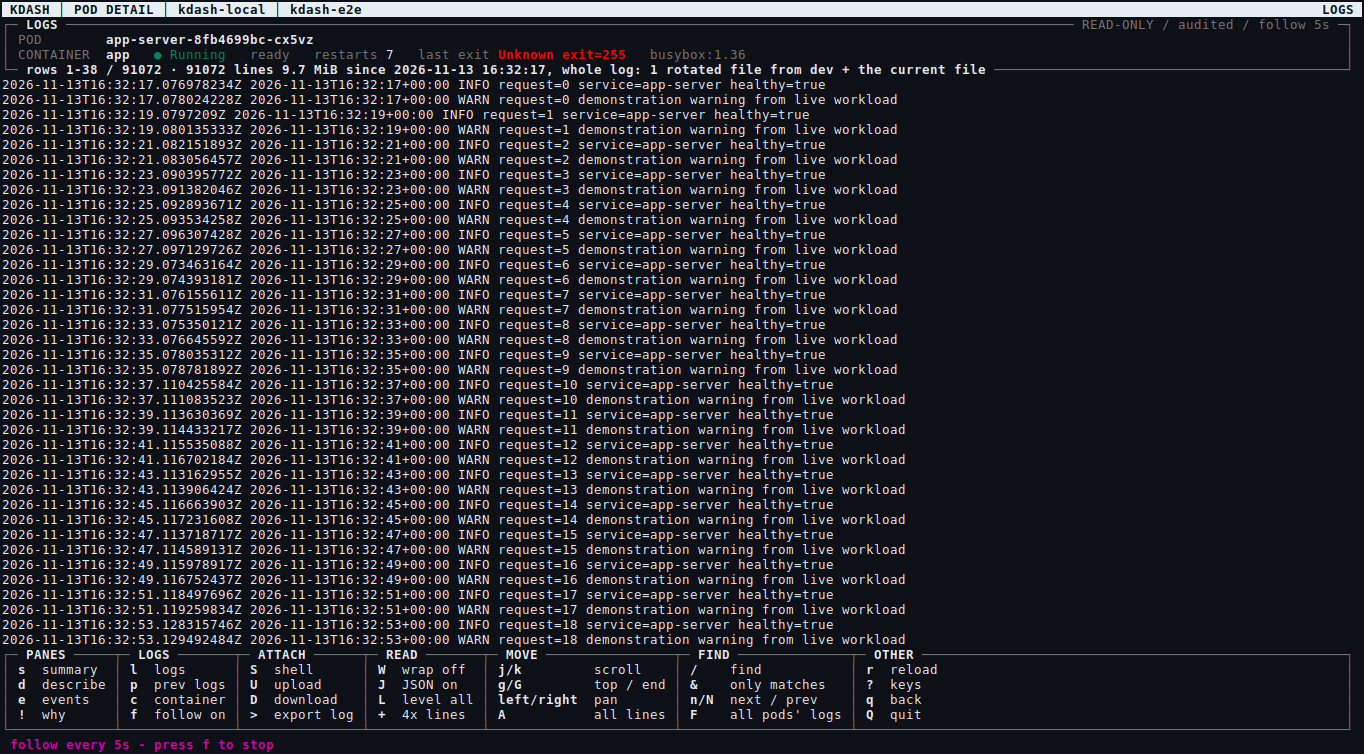 KDASH │ POD DETAIL │ kdash-local │ kdash-e2e LOGS
LOGS READ-ONLY / audited / follow 5s
POD app-server-8fb4699bc-cx5vz
CONTAINER app ● Running ready restarts 7 last exit Unknown exit=255 busybox:1.36
rows 1-38 / 91072 · 91072 lines 9.7 MiB since 2026-11-13 16:32:17, whole log: 1 rotated file from dev + the current file
2026-11-13T16:32:17.076978234Z 2026-11-13T16:32:17+00:00 INFO request=0 service=app-server healthy=true
2026-11-13T16:32:17.078024228Z 2026-11-13T16:32:17+00:00 WARN request=0 demonstration warning from live workload
2026-11-13T16:32:19.0797209Z 2026-11-13T16:32:19+00:00 INFO request=1 service=app-server healthy=true
2026-11-13T16:32:19.080135333Z 2026-11-13T16:32:19+00:00 WARN request=1 demonstration warning from live workload
2026-11-13T16:32:21.082151893Z 2026-11-13T16:32:21+00:00 INFO request=2 service=app-server healthy=true
2026-11-13T16:32:21.083056457Z 2026-11-13T16:32:21+00:00 WARN request=2 demonstration warning from live workload
2026-11-13T16:32:23.090395772Z 2026-11-13T16:32:23+00:00 INFO request=3 service=app-server healthy=true
2026-11-13T16:32:23.091382046Z 2026-11-13T16:32:23+00:00 WARN request=3 demonstration warning from live workload
2026-11-13T16:32:25.092893671Z 2026-11-13T16:32:25+00:00 INFO request=4 service=app-server healthy=true
2026-11-13T16:32:25.093534258Z 2026-11-13T16:32:25+00:00 WARN request=4 demonstration warning from live workload
2026-11-13T16:32:27.096307428Z 2026-11-13T16:32:27+00:00 INFO request=5 service=app-server healthy=true
2026-11-13T16:32:27.097129726Z 2026-11-13T16:32:27+00:00 WARN request=5 demonstration warning from live workload
2026-11-13T16:32:29.073463164Z 2026-11-13T16:32:29+00:00 INFO request=6 service=app-server healthy=true
2026-11-13T16:32:29.074393181Z 2026-11-13T16:32:29+00:00 WARN request=6 demonstration warning from live workload
2026-11-13T16:32:31.076155611Z 2026-11-13T16:32:31+00:00 INFO request=7 service=app-server healthy=true
2026-11-13T16:32:31.077515954Z 2026-11-13T16:32:31+00:00 WARN request=7 demonstration warning from live workload
2026-11-13T16:32:33.075350121Z 2026-11-13T16:32:33+00:00 INFO request=8 service=app-server healthy=true
2026-11-13T16:32:33.076645592Z 2026-11-13T16:32:33+00:00 WARN request=8 demonstration warning from live workload
2026-11-13T16:32:35.078035312Z 2026-11-13T16:32:35+00:00 INFO request=9 service=app-server healthy=true
2026-11-13T16:32:35.078781892Z 2026-11-13T16:32:35+00:00 WARN request=9 demonstration warning from live workload
2026-11-13T16:32:37.110425584Z 2026-11-13T16:32:37+00:00 INFO request=10 service=app-server healthy=true
2026-11-13T16:32:37.111083523Z 2026-11-13T16:32:37+00:00 WARN request=10 demonstration warning from live workload
2026-11-13T16:32:39.113630369Z 2026-11-13T16:32:39+00:00 INFO request=11 service=app-server healthy=true
2026-11-13T16:32:39.114433217Z 2026-11-13T16:32:39+00:00 WARN request=11 demonstration warning from live workload
2026-11-13T16:32:41.115535088Z 2026-11-13T16:32:41+00:00 INFO request=12 service=app-server healthy=true
2026-11-13T16:32:41.116702184Z 2026-11-13T16:32:41+00:00 WARN request=12 demonstration warning from live workload
2026-11-13T16:32:43.113162955Z 2026-11-13T16:32:43+00:00 INFO request=13 service=app-server healthy=true
2026-11-13T16:32:43.113906424Z 2026-11-13T16:32:43+00:00 WARN request=13 demonstration warning from live workload
2026-11-13T16:32:45.116663903Z 2026-11-13T16:32:45+00:00 INFO request=14 service=app-server healthy=true
2026-11-13T16:32:45.117231608Z 2026-11-13T16:32:45+00:00 WARN request=14 demonstration warning from live workload
2026-11-13T16:32:47.113718717Z 2026-11-13T16:32:47+00:00 INFO request=15 service=app-server healthy=true
2026-11-13T16:32:47.114589131Z 2026-11-13T16:32:47+00:00 WARN request=15 demonstration warning from live workload
2026-11-13T16:32:49.115978917Z 2026-11-13T16:32:49+00:00 INFO request=16 service=app-server healthy=true
2026-11-13T16:32:49.116752437Z 2026-11-13T16:32:49+00:00 WARN request=16 demonstration warning from live workload
2026-11-13T16:32:51.118497696Z 2026-11-13T16:32:51+00:00 INFO request=17 service=app-server healthy=true
2026-11-13T16:32:51.119259834Z 2026-11-13T16:32:51+00:00 WARN request=17 demonstration warning from live workload
2026-11-13T16:32:53.128315746Z 2026-11-13T16:32:53+00:00 INFO request=18 service=app-server healthy=true
2026-11-13T16:32:53.129492484Z 2026-11-13T16:32:53+00:00 WARN request=18 demonstration warning from live workload
PANES LOGS ATTACH READ MOVE FIND OTHER
s summary l logs S shell W wrap off j/k scroll / find r reload
d describe p prev logs U upload J JSON on g/G top / end & only matches ? keys
e events c container D download L level all left/right pan n/N next / prev q back
! why f follow on > export log + 4x lines A all lines F all pods' logs Q quit
follow every 5s - press f to stop